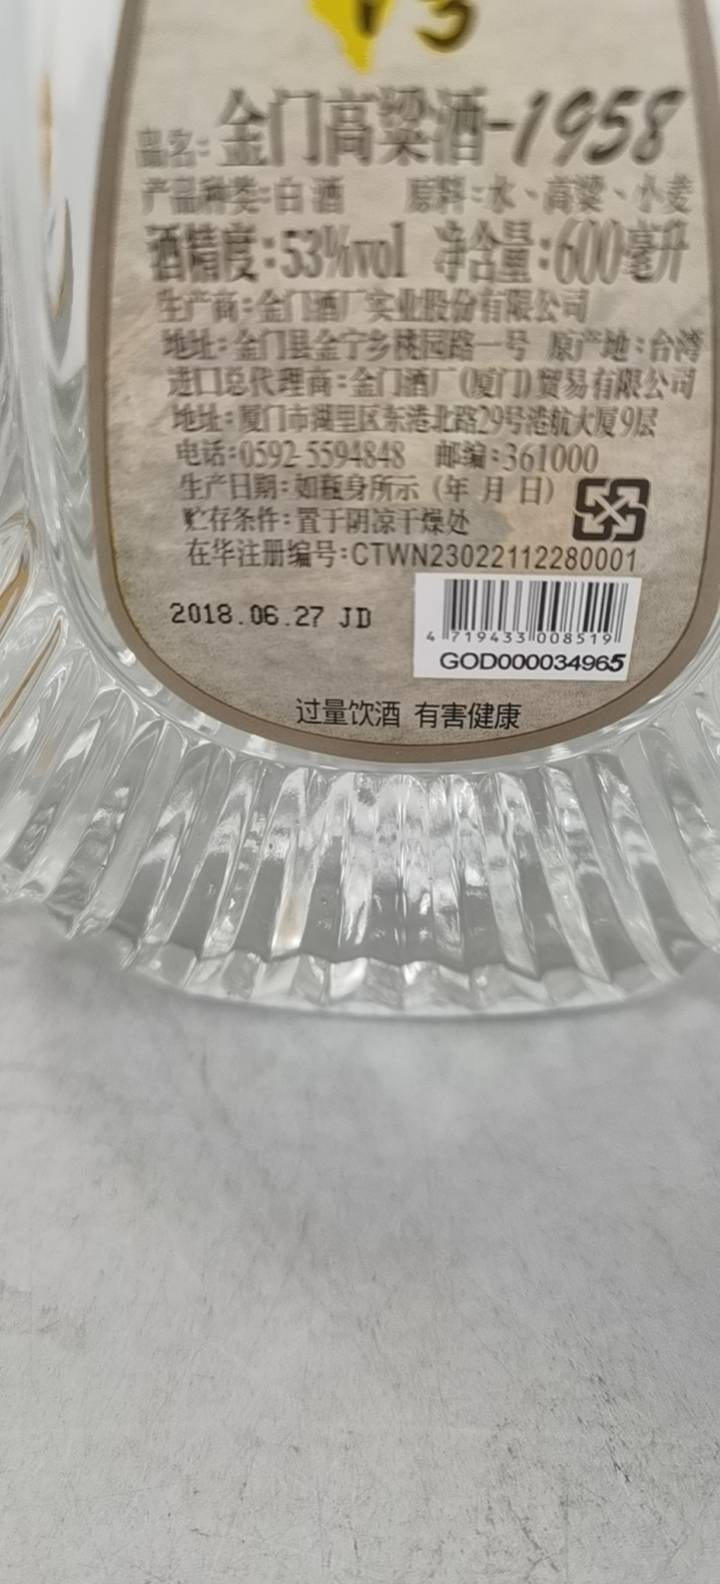 53
品名:金门高粱酒-1958
产品种类:白酒 原料:水、高粱、小麦
酒精度:53%vol 净含量:600毫升
生产商:金门酒厂实业股份有限公司
地址:金门县金宁乡桃园路一号 原产地:台湾
进口总代理商:金门酒厂(厦门)贸易有限公司
地址:厦门市湖里区东港北路29号港航大厦9层
电话:0592-5594848 邮编:361000
生产日期:如瓶身所示(年 月 日)
贮存条件:置于阴凉干燥处
在华注册编号:CTWN23022112280001
2018.06.27 JD
4 719433 008519
GOD000034965
过量饮酒 有害健康